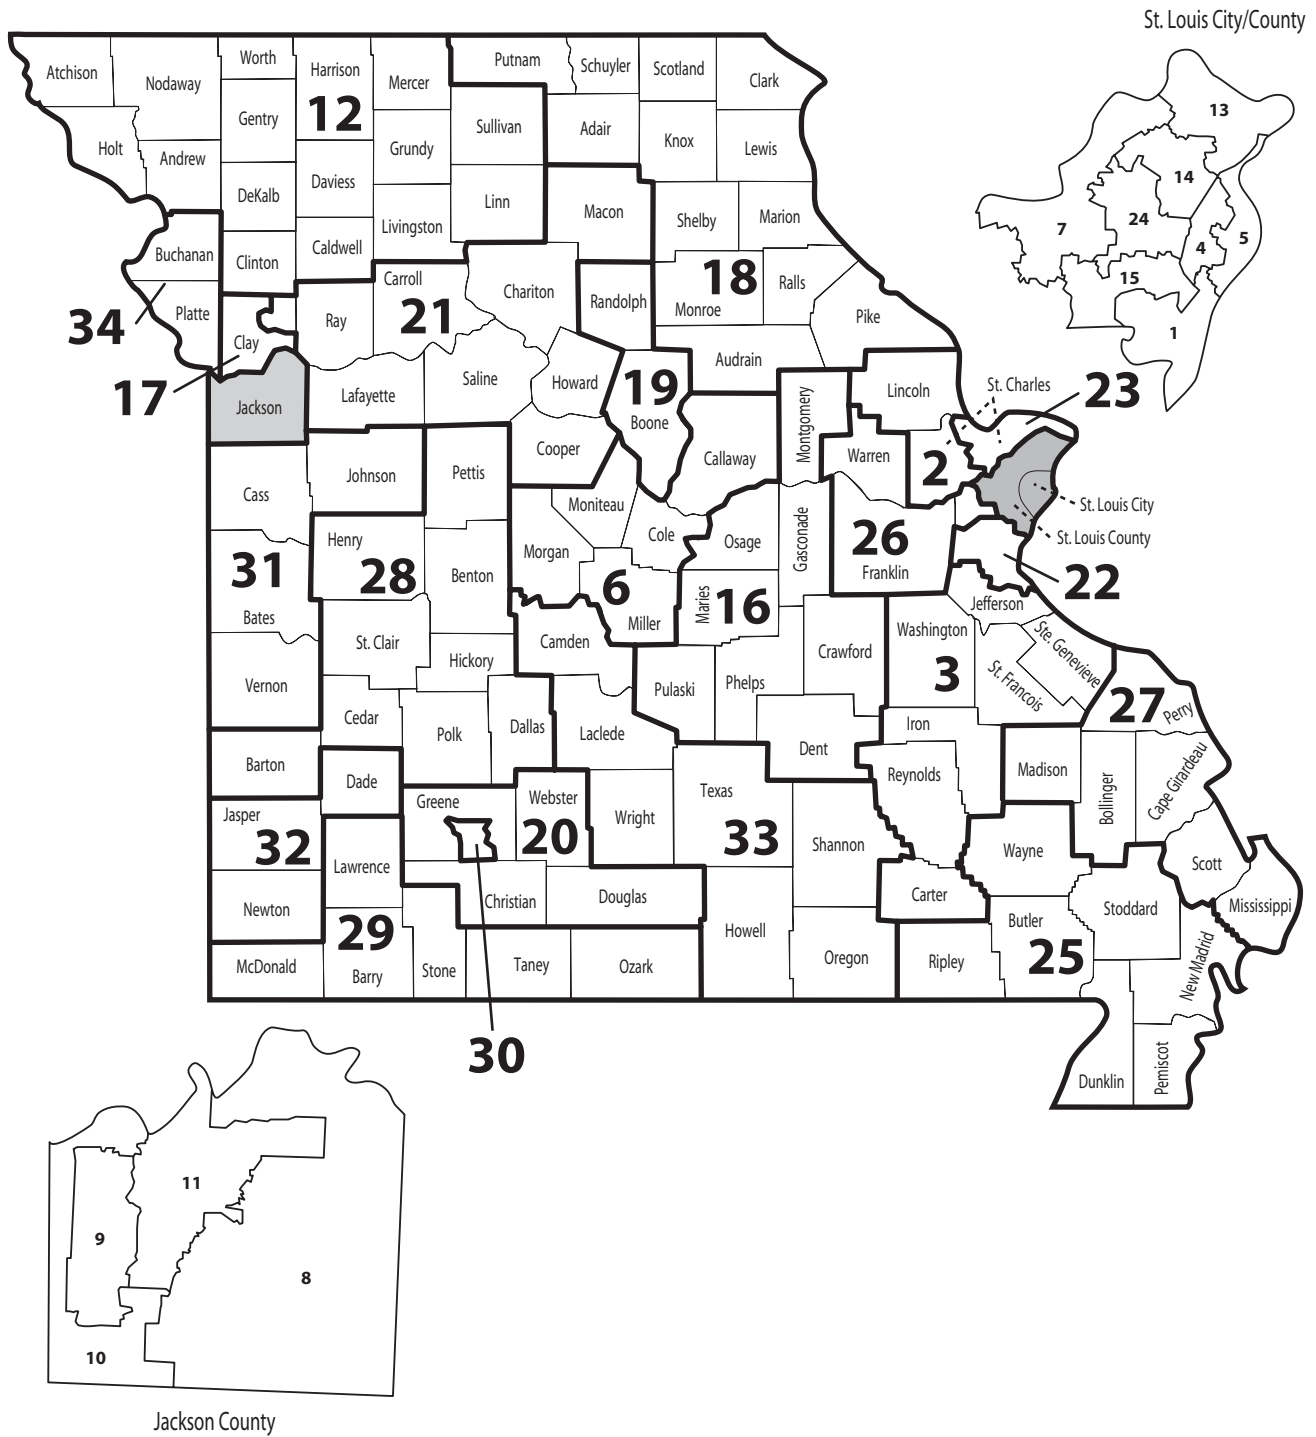 St. Louis City/County
Atchison
Nodaway
Worth
Harrison
Mercer
Putnam
Schuyler
Scotland
Clark
12
Gentry
Sullivan
Adair
Knox
Lewis
Holt
Andrew
Grundy
DeKalb
Daviess
Livingston
Linn
Macon
Shelby
Marion
Buchanan
Clinton
Caldwell
Carroll
Chariton
Randolph
18
Monroe
Ralls
Pike
34
Platte
Ray
21
Clay
17
Audrain
Jackson
Lafayette
Saline
Howard
19
Boone
Montgomery
Lincoln
St. Charles
23
Cooper
Callaway
Warren
2
St. Louis City
St. Louis County
Cass
Johnson
Pettis
Moniteau
Cole
Osage
Gasconade
26
Franklin
22
Henry
28
Morgan
31
Bates
Benton
6
Miller
Maries
16
Jefferson
St. Clair
Camden
Crawford
Washington
3
Ste. Genevieve
St. Francois
Hickory
Vernon
Pulaski
Phelps
27
Perry
Cedar
Polk
Dallas
Laclede
Dent
Iron
Barton
Dade
Reynolds
Madison
Bollinger
Cape Girardeau
Jasper
32
Greene
Webster
20
Wright
Texas
33
Shannon
Wayne
Scott
Lawrence
Newton
29
Christian
Douglas
Carter
Stoddard
Mississippi
Howell
Butler
25
McDonald
Barry
Stone
Taney
Ozark
Oregon
Ripley
New Madrid
30
Dunklin
Pemiscot
13
14
7
24
4
5
15
1
11
9
8
10
Jackson County